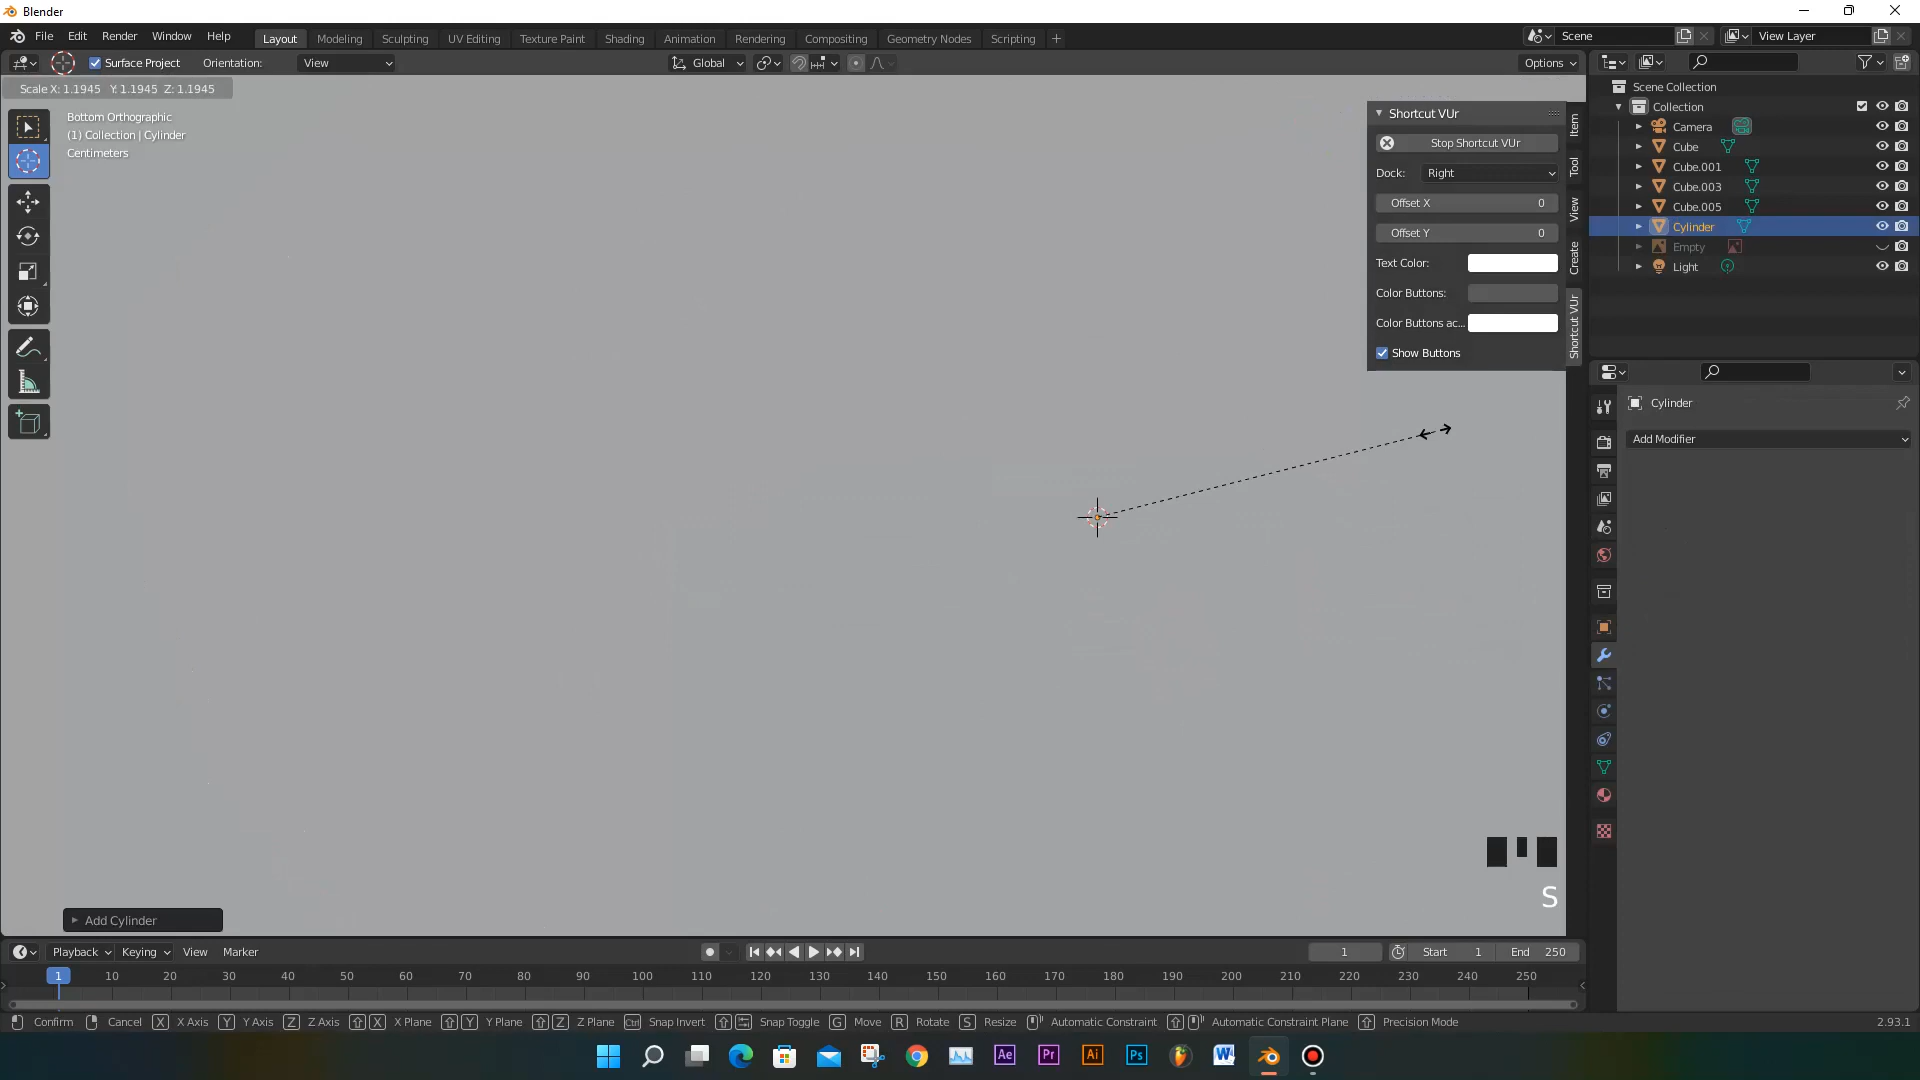 Blender
File Edit Render Window Help
Layout Modeling Sculpting UV Editing Texture Paint Shading Animation Rendering Compositing Geometry Nodes Scripting +
Scene
View Layer
Surface Project Orientation: View
Global
Options
Scale X: 1.1945 Y: 1.1945 Z: 1.1945
Bottom Orthographic
(1) Collection | Cylinder
Centimeters
Shortcut VUr
Stop Shortcut VUr
Dock: Right
Offset X 0
Offset Y 0
Text Color:
Color Buttons:
Color Buttons ac...
Show Buttons
Item
Tool
View
Create
Shortcut VUr
Scene Collection
Collection
Camera
Cube
Cube.001
Cube.003
Cube.005
Cylinder
Empty
Light
Cylinder
Add Modifier
S
Add Cylinder
Playback Keying View Marker
1
Start 1
End 250
1 10 20 30 40 50 60 70 80 90 100 110 120 130 140 150 160 170 180 190 200 210 220 230 240 250
Confirm Cancel X X Axis Y Y Axis Z Z Axis X X Plane Y Y Plane Z Z Plane Ctrl Snap Invert Snap Toggle G Move R Rotate S Resize Automatic Constraint Automatic Constraint Plane Precision Mode
2.93.1
Ae Pr Ai Ps W